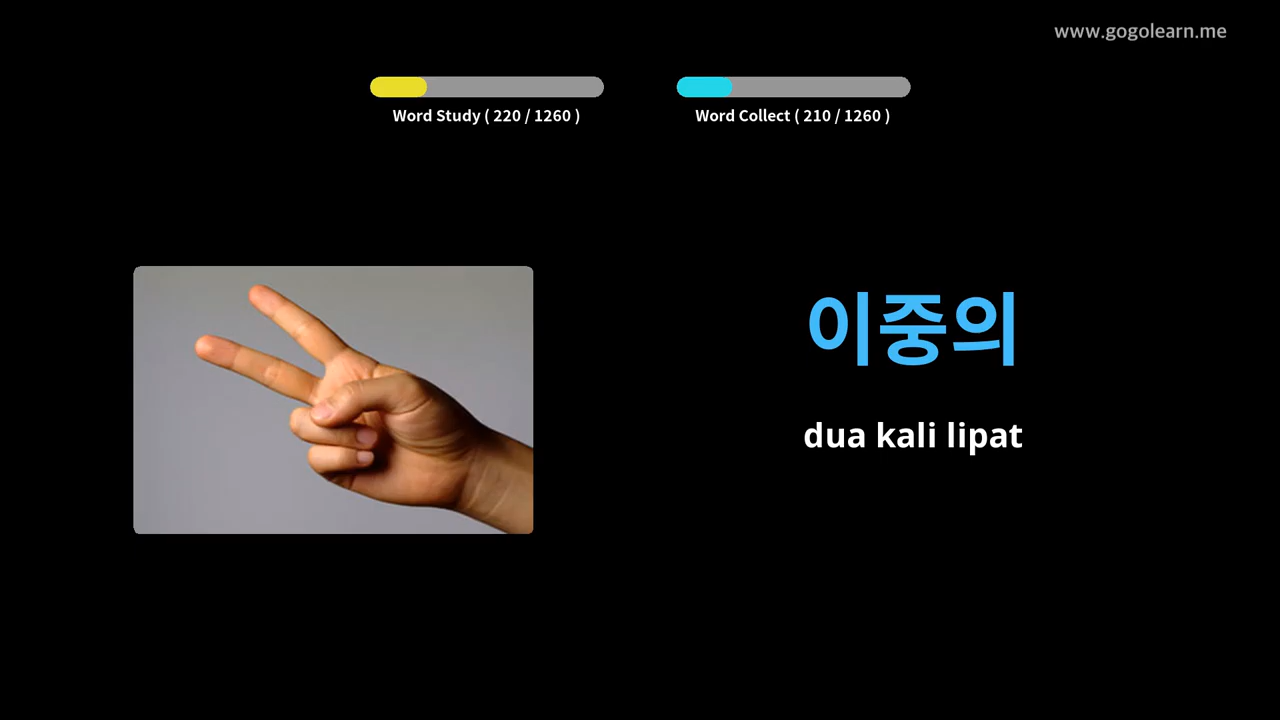 www.gogolearn.me
Word Study ( 220 / 1260 )
Word Collect ( 210 / 1260 )
이중의
dua kali lipat